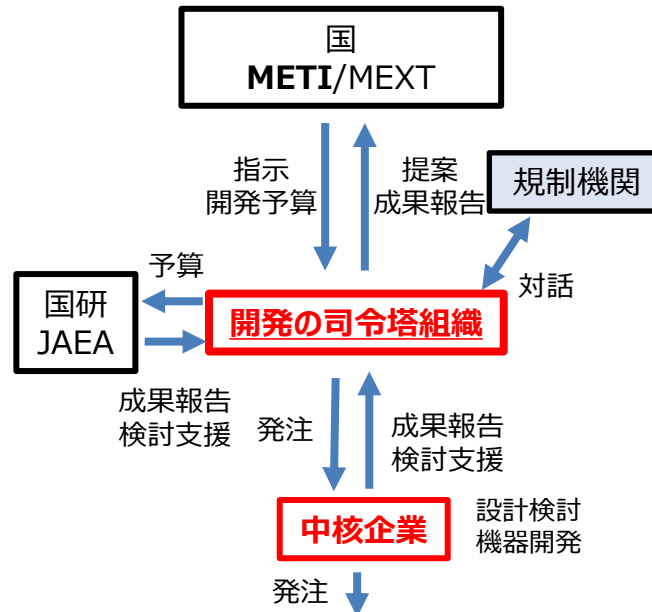 国
METI/MEXT
指示
開発予算
提案
成果報告
規制機関
対話
予算
国研
JAEA
開発の司令塔組織
成果報告
検討支援
発注
成果報告
検討支援
中核企業
設計検討
機器開発
発注